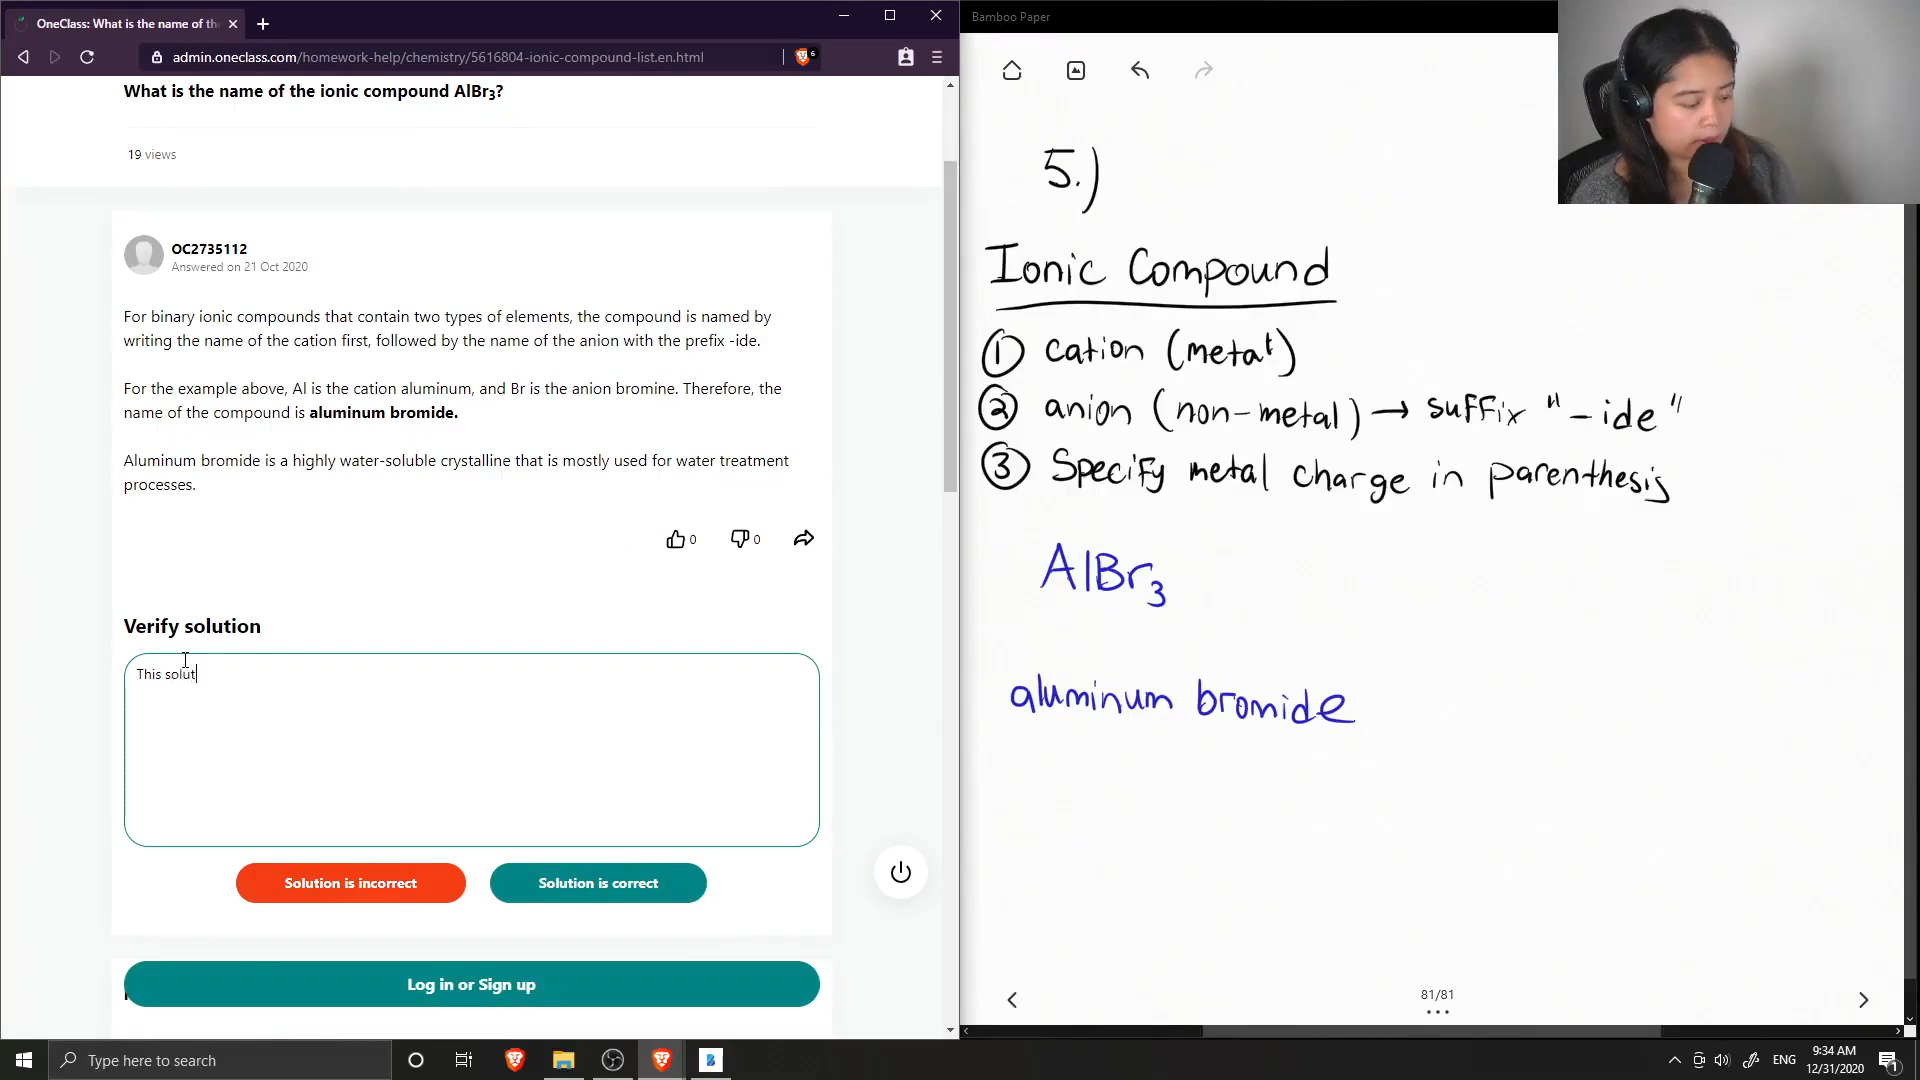 OneClass: What is the name of th
admin.oneclass.com/homework-help/chemistry/5616804-ionic-compound-list.en.html
6
What is the name of the ionic compound AlBr₃?
19 views
OC2735112
Answered on 21 Oct 2020
For binary ionic compounds that contain two types of elements, the compound is named by
writing the name of the cation first, followed by the name of the anion with the prefix -ide.
For the example above, Al is the cation aluminum, and Br is the anion bromine. Therefore, the
name of the compound is aluminum bromide.
Aluminum bromide is a highly water-soluble crystalline that is mostly used for water treatment
processes.
0 0
Verify solution
This solut
Solution is incorrect Solution is correct
Log in or Sign up
Bamboo Paper
5.)
Ionic Compound
① cation (metal)
② anion (non-metal) → suffix "-ide"
③ Specify metal charge in parenthesis
AlBr₃
aluminum bromide
81/81
Type here to search
ENG
9:34 AM
12/31/2020
1